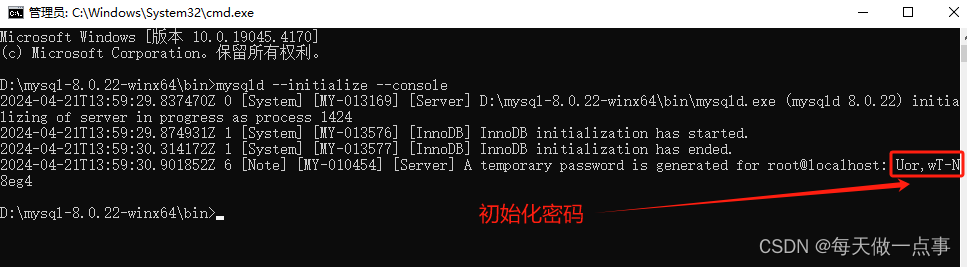 管理员: C:\Windows\System32\cmd.exe
Microsoft Windows [版本 10.0.19045.4170]
(c) Microsoft Corporation。保留所有权利。
D:\mysql-8.0.22-winx64\bin>mysqld --initialize --console
2024-04-21T13:59:29.837470Z 0 [System] [MY-013169] [Server] D:\mysql-8.0.22-winx64\bin\mysqld.exe (mysqld 8.0.22) initia
lizing of server in progress as process 1424
2024-04-21T13:59:29.874931Z 1 [System] [MY-013576] [InnoDB] InnoDB initialization has started.
2024-04-21T13:59:30.314172Z 1 [System] [MY-013577] [InnoDB] InnoDB initialization has ended.
2024-04-21T13:59:30.901852Z 6 [Note] [MY-010454] [Server] A temporary password is generated for root@localhost: Uor,wT-N
8eg4
D:\mysql-8.0.22-winx64\bin>
初始化密码
CSDN @每天做一点事